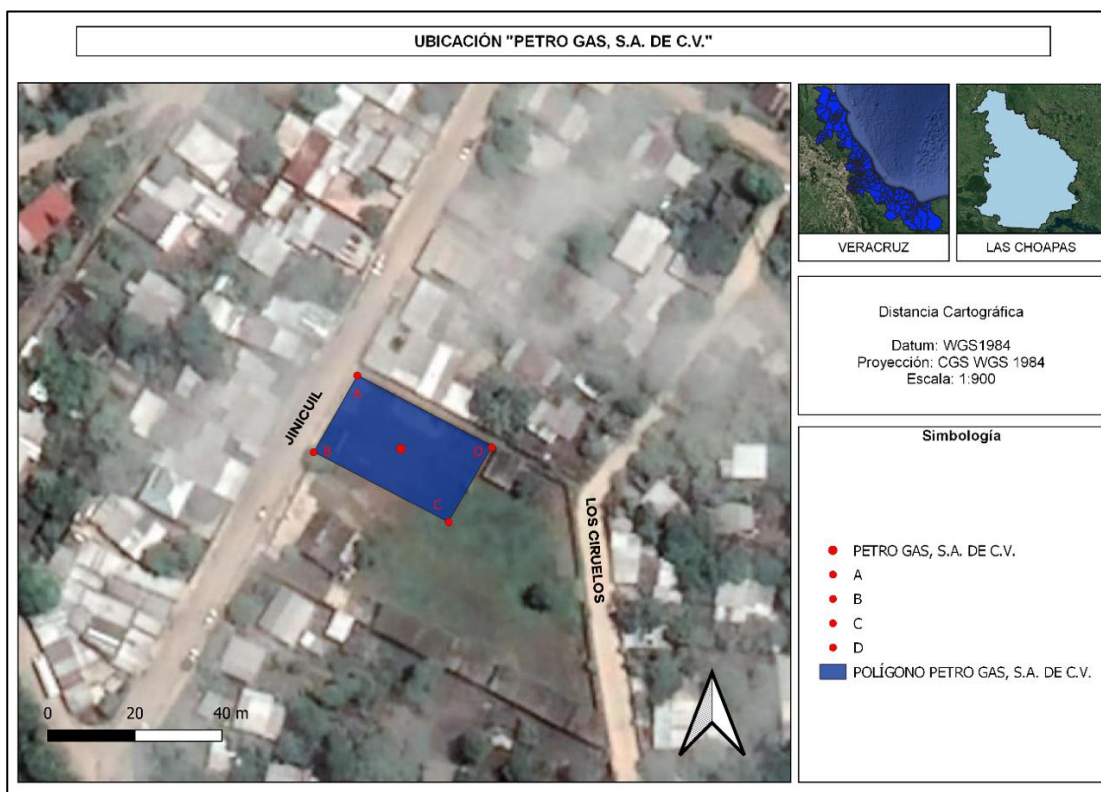 UBICACIÓN "PETRO GAS, S.A. DE C.V."
VERACRUZ
LAS CHOAPAS
Distancia Cartográfica
Datum: WGS1984
Proyección: CGS WGS 1984
Escala: 1:900
Simbología
PETRO GAS, S.A. DE C.V.
A
B
C
D
POLÍGONO PETRO GAS, S.A. DE C.V.
JINICUIL
A
B
D
C
LOS CIRUELOS
0 20 40 m